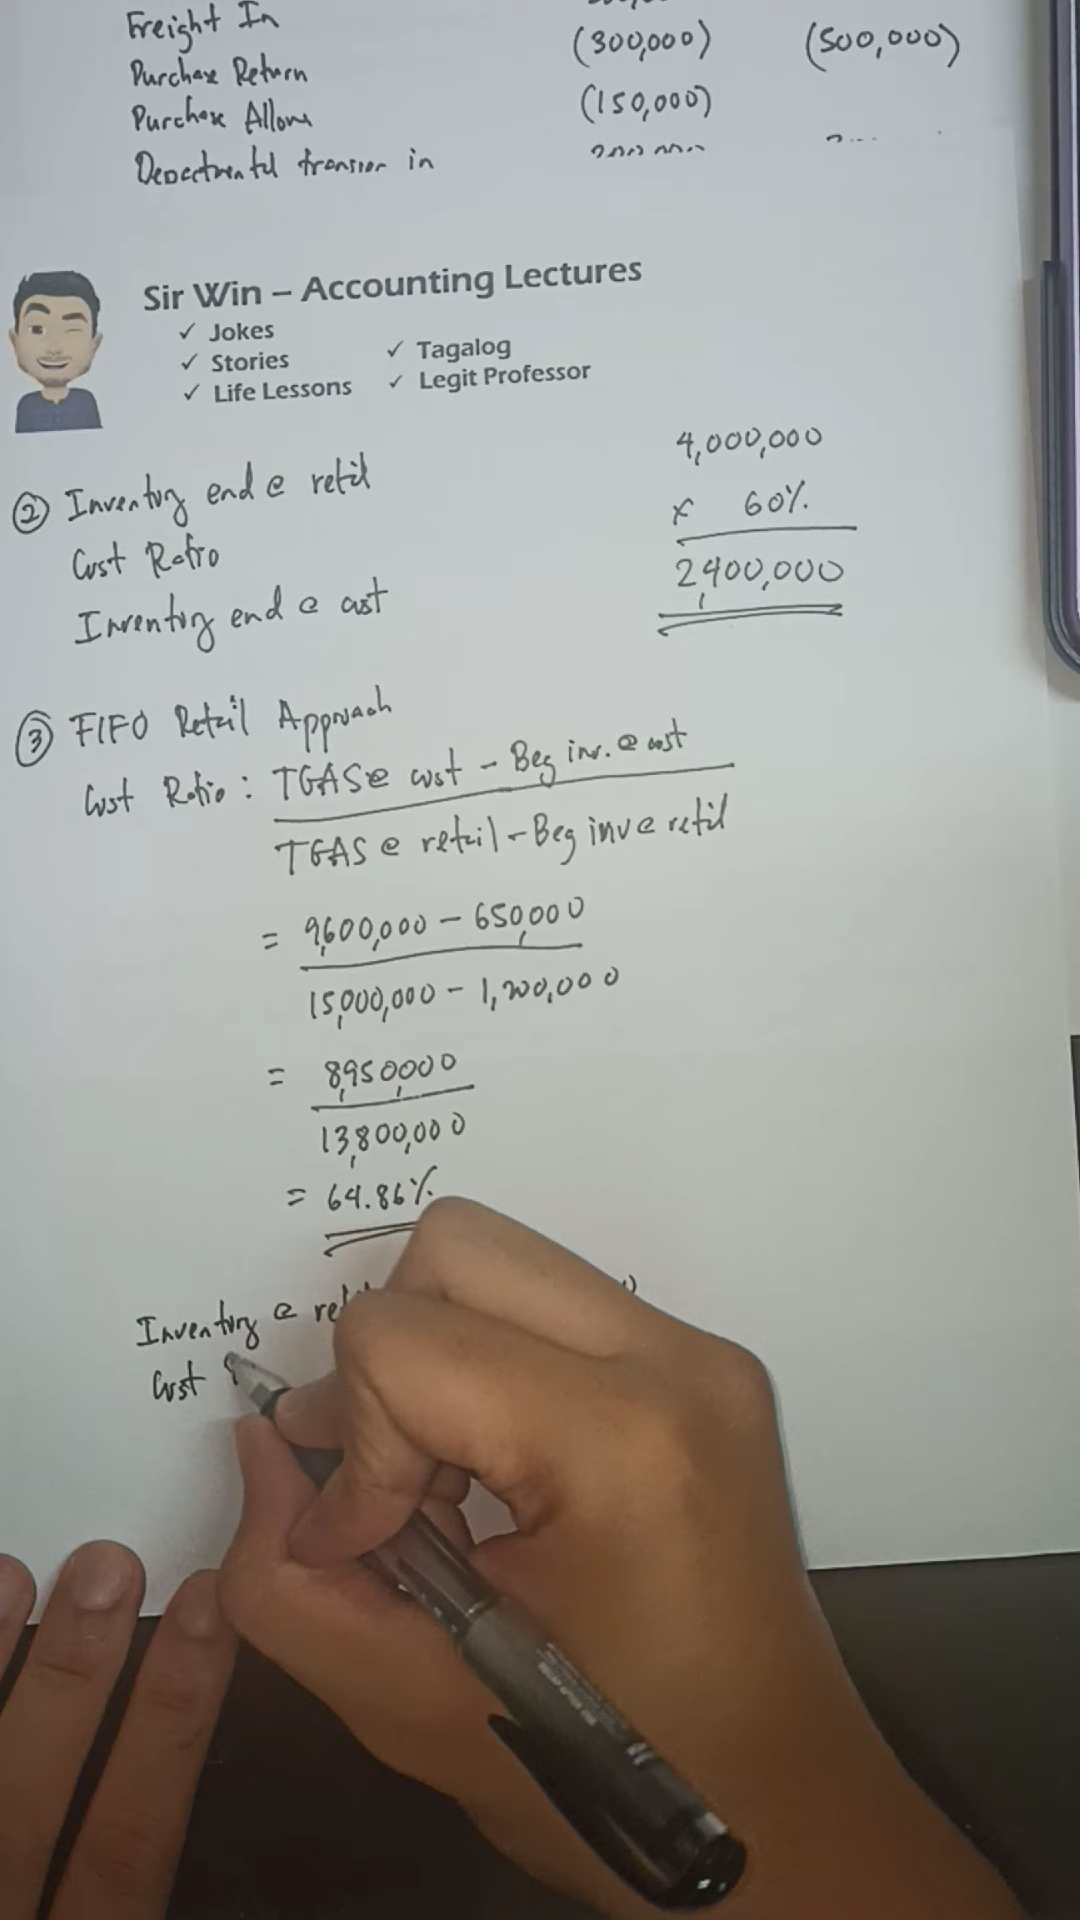 Freight In
Purchase Return (300,000) (500,000)
Purchase Allow (150,000)
Departmental in
Sir Win – Accounting Lectures
✓ Jokes
✓ Stories ✓ Tagalog
✓ Life Lessons ✓ Legit Professor
② Inventory end @ retail 4,000,000
Cost Ratio x 60%
Inventory end @ cost 2,400,000
③ FIFO Retail Approach
Cost Ratio: TGAS @ cost - Beg inv. @ cost
TGAS @ retail - Beg inv @ retail
= 9,600,000 - 650,000
15,000,000 - 1,200,000
= 8,950,000
13,800,000
= 64.86%
Inventory @
Cost